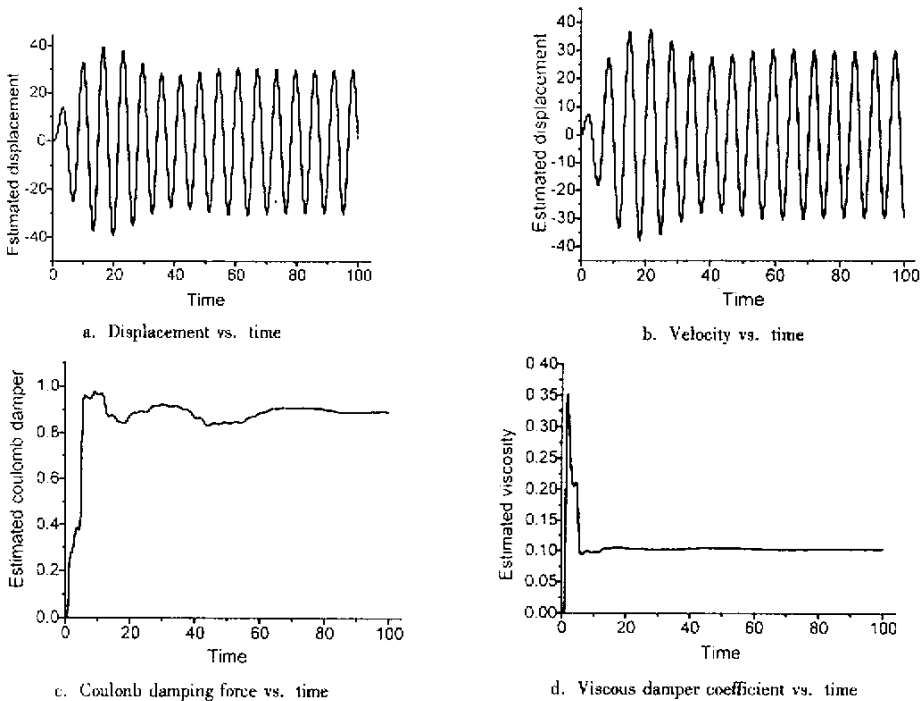 Estimated displacement
40
20
0
-20
-40
0 20 40 60 80 100
Time
a. Displacement vs. time
Estimated displacement
40
30
20
10
0
-10
-20
-30
-40
0 20 40 60 80 100
Time
b. Velocity vs. time
Estimated coulomb damper
1.0
0.8
0.6
0.4
0.2
0.0
0 20 40 60 80 100
Time
c. Coulonb damping force vs. time
Estimated viscosity
0 40
0.35
0.30
0.25
0.20
0.15
0.10
0.05
0.00
0 20 40 60 80 100
Time
d. Viscous damper coefficient vs. time